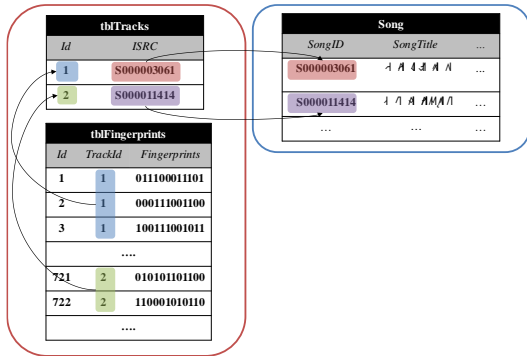 tblTracks
Id ISRC
1 S000003061
2 S000011414
Song
SongID SongTitle ...
S000003061 ...
S000011414 ...
... ... ...
tblFingerprints
Id TrackId Fingerprints
1 1 011100011101
2 1 000111001100
3 1 100111001011
....
721 2 010101101100
722 2 110001010110
....